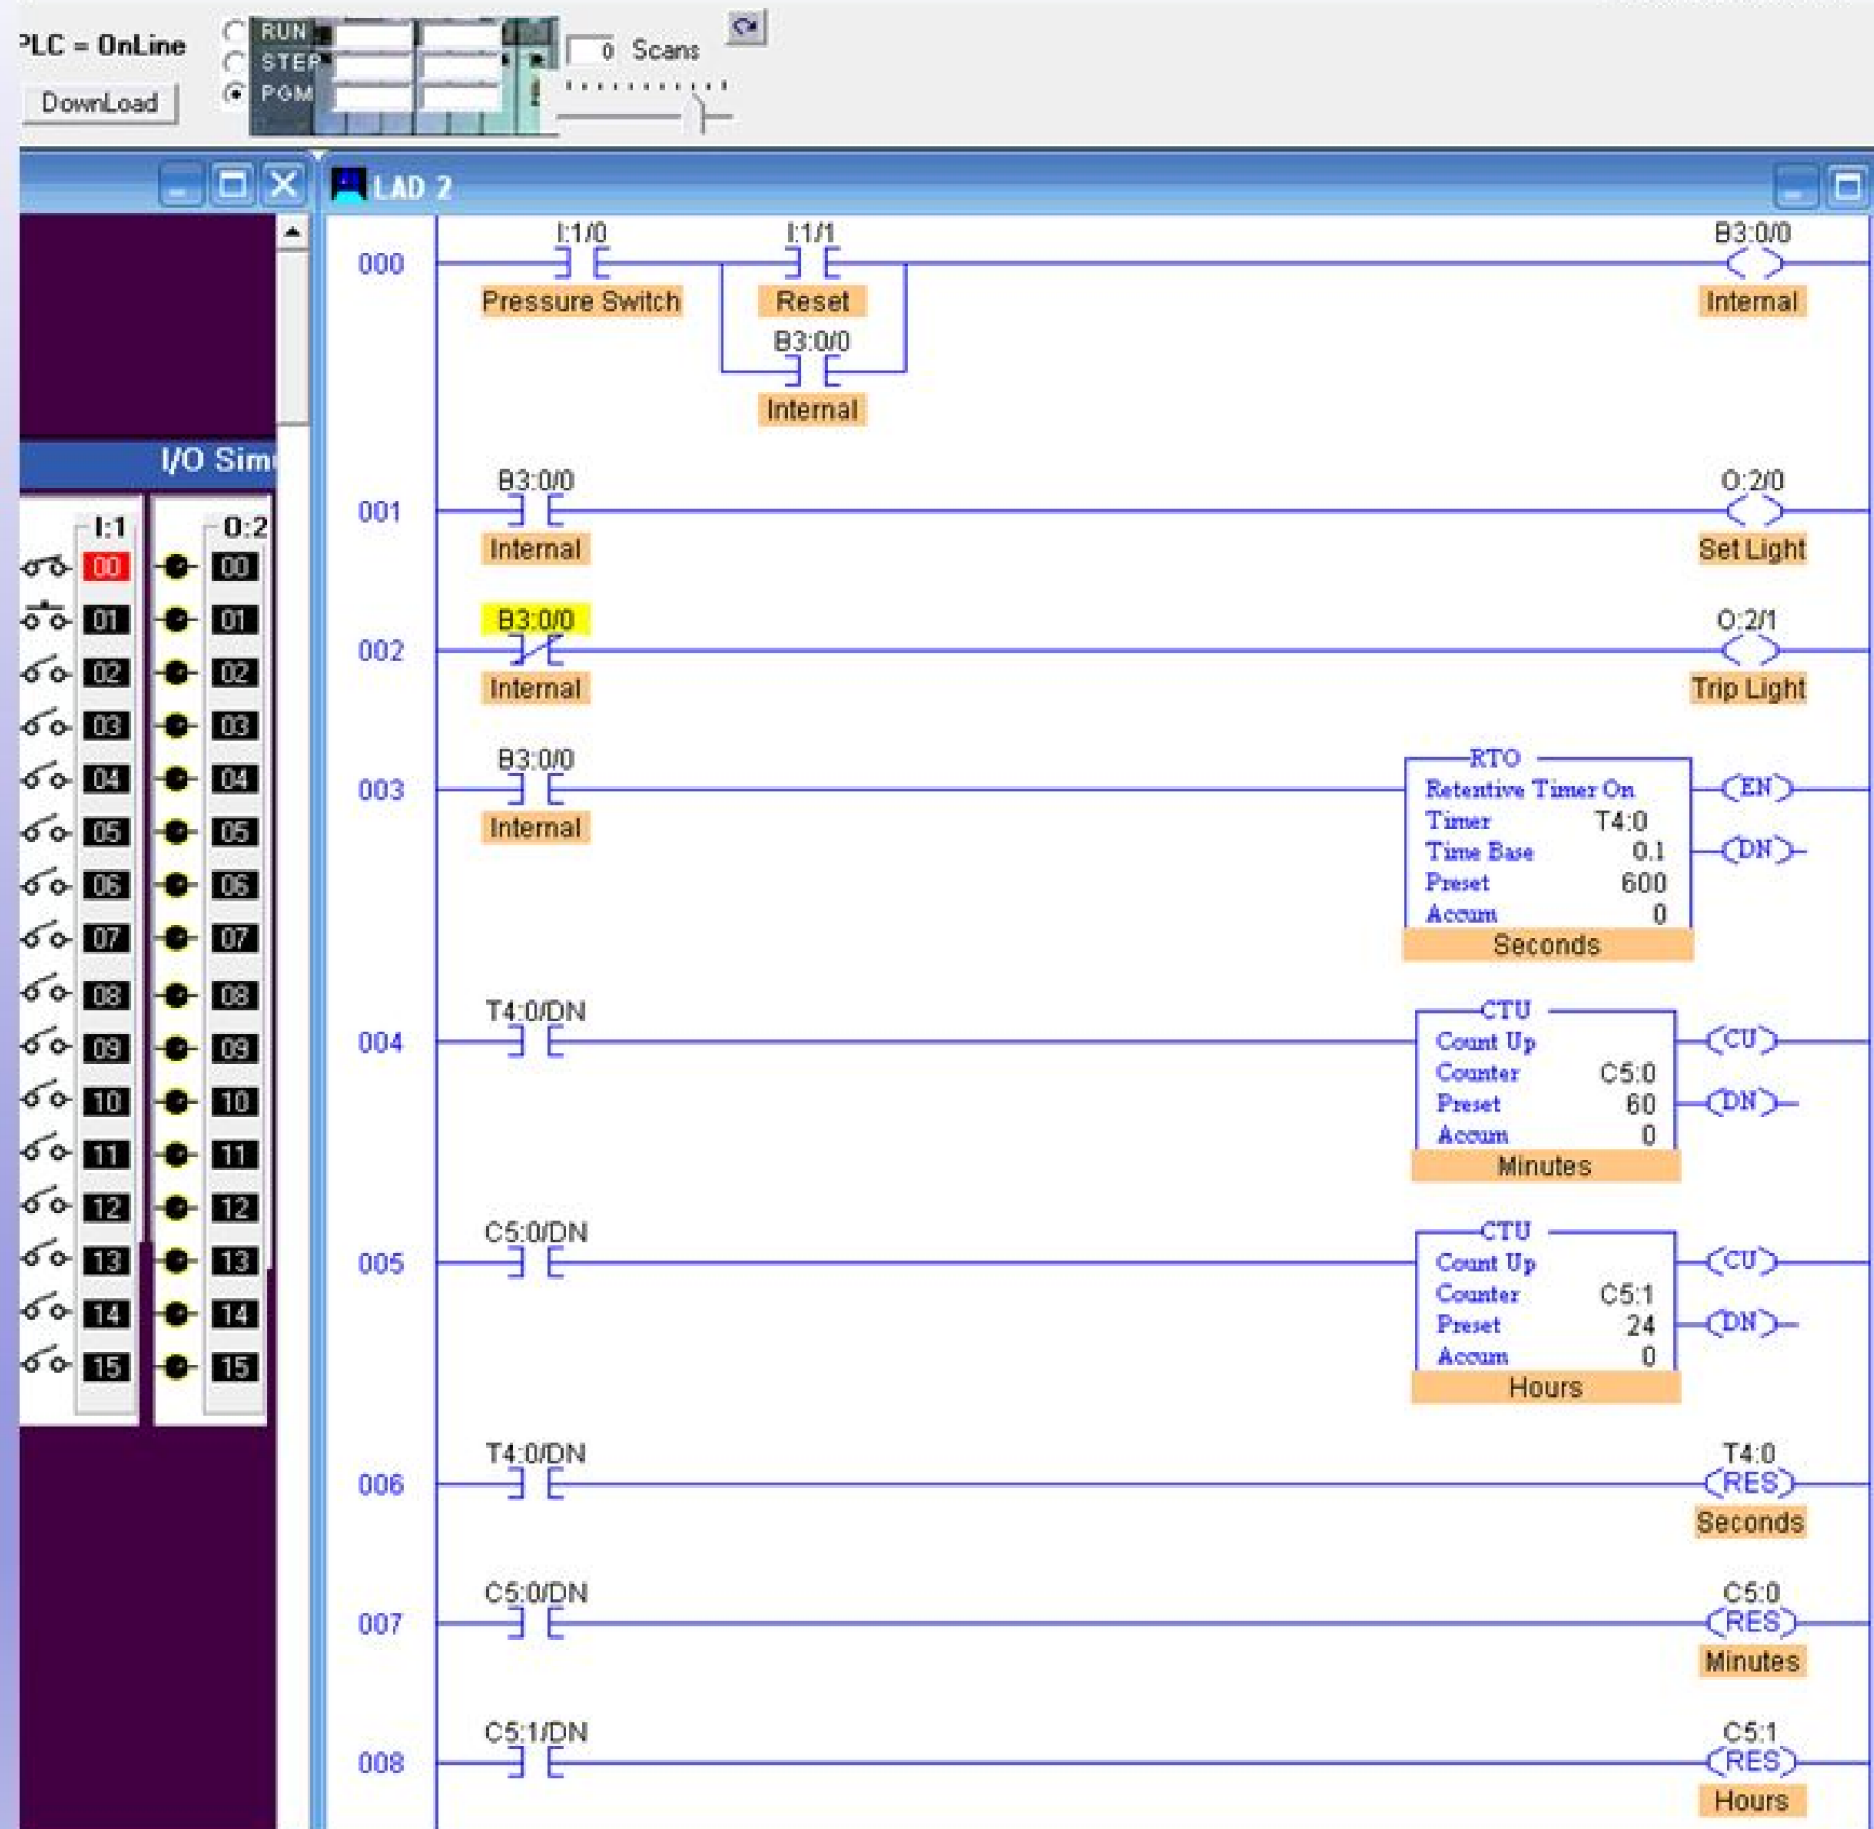 PLC = OnLine
DownLoad
RUN
STEP
PGM
0 Scans
LAD 2
000
I:1/0
Pressure Switch
I:1/1
Reset
B3:0/0
Internal
B3:0/0
Internal
I/O Sim
I:1
00
01
02
03
04
05
06
07
08
09
10
11
12
13
14
15
O:2
00
01
02
03
04
05
06
07
08
09
10
11
12
13
14
15
001
B3:0/0
Internal
O:2/0
Set Light
002
B3:0/0
Internal
O:2/1
Trip Light
003
B3:0/0
Internal
RTO
Retentive Timer On
Timer T4:0
Time Base 0.1
Preset 600
Accum 0
Seconds
EN
DN
004
T4:0/DN
CTU
Count Up
Counter C5:0
Preset 60
Accum 0
Minutes
CU
DN
005
C5:0/DN
CTU
Count Up
Counter C5:1
Preset 24
Accum 0
Hours
CU
DN
006
T4:0/DN
T4:0
RES
Seconds
007
C5:0/DN
C5:0
RES
Minutes
008
C5:1/DN
C5:1
RES
Hours